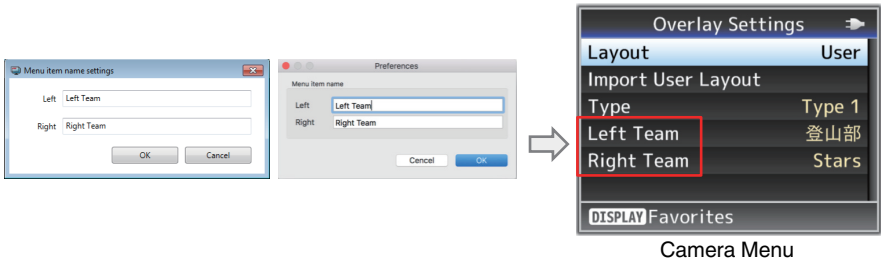 Menu item name settings
Left Left Team
Right Right Team
OK Cancel
Preferences
Menu item name
Left Left Team
Right Right Team
Cancel OK
Overlay Settings
Layout User
Import User Layout
Type Type 1
Left Team 登山部
Right Team Stars
DISPLAY Favorites
Camera Menu